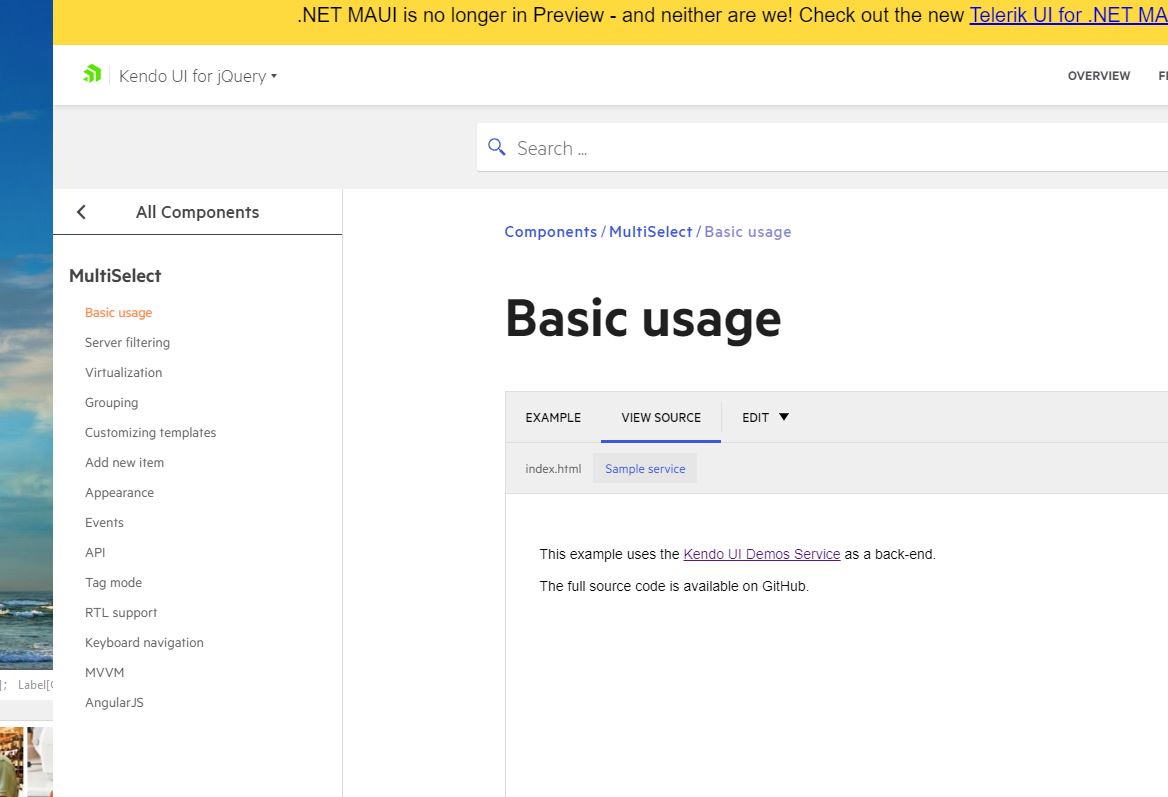 .NET MAUI is no longer in Preview - and neither are we! Check out the new Telerik UI for .NET MA
Kendo UI for jQuery
OVERVIEW
Search ...
All Components
Components / MultiSelect / Basic usage
MultiSelect
Basic usage
Server filtering
Virtualization
Grouping
Customizing templates
Add new item
Appearance
Events
API
Tag mode
RTL support
Keyboard navigation
MVVM
AngularJS
Basic usage
EXAMPLE VIEW SOURCE EDIT
index.html Sample service
This example uses the Kendo UI Demos Service as a back-end.
The full source code is available on GitHub.
]; Label[